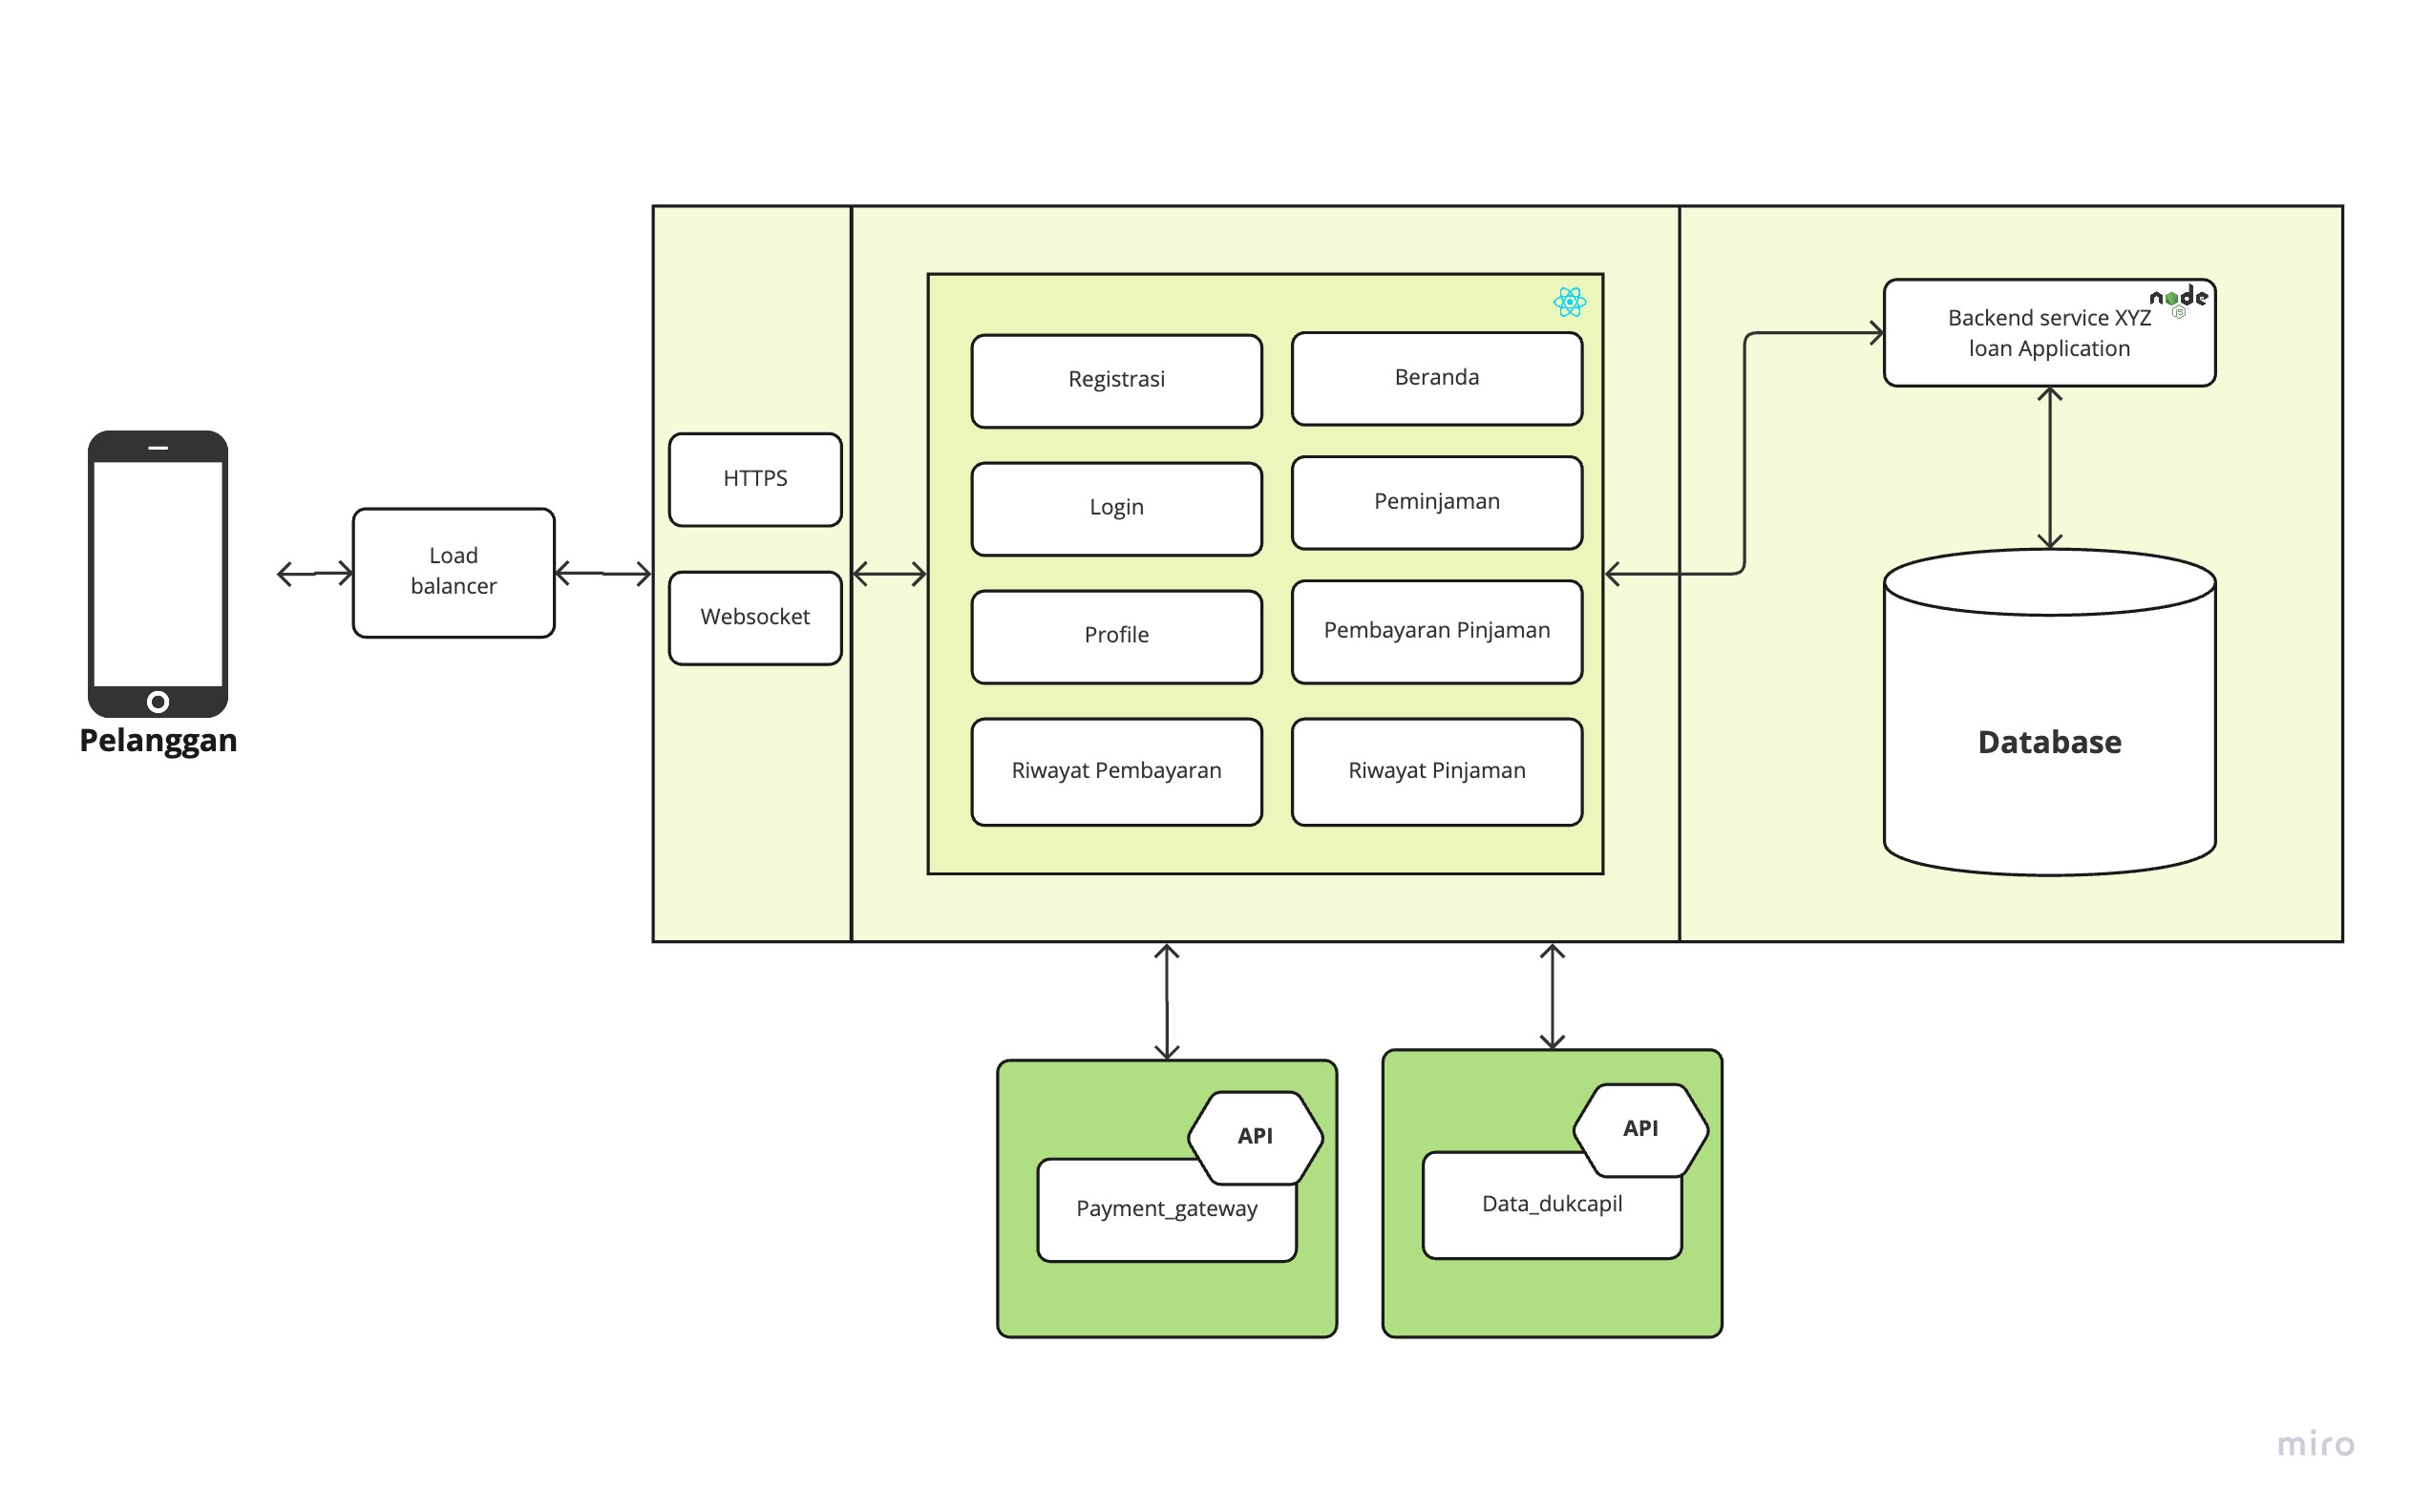 Pelanggan
Load
balancer
HTTPS
Websocket
Registrasi
Beranda
Login
Peminjaman
Profile
Pembayaran Pinjaman
Riwayat Pembayaran
Riwayat Pinjaman
node
JS
Backend service XYZ
loan Application
Database
API
Payment_gateway
API
Data_dukcapil
miro